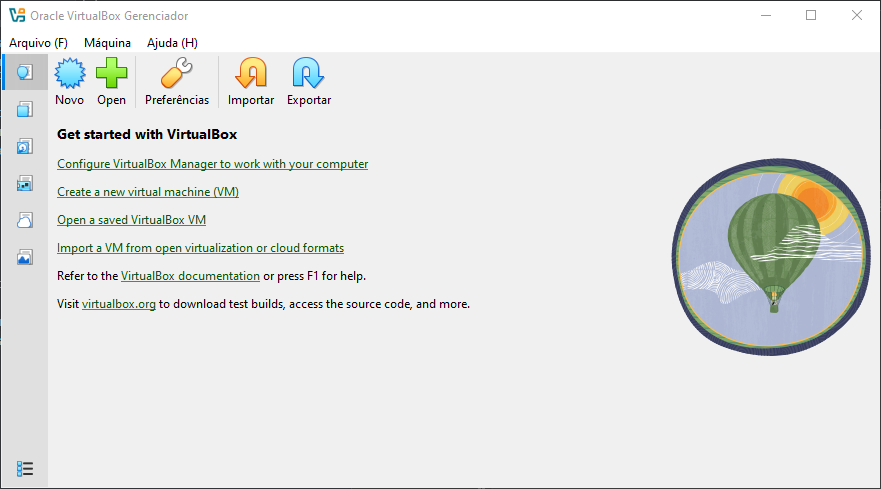 Oracle VirtualBox Gerenciador
Arquivo (F) Máquina Ajuda (H)
Novo Open Preferências Importar Exportar
Get started with VirtualBox
Configure VirtualBox Manager to work with your computer
Create a new virtual machine (VM)
Open a saved VirtualBox VM
Import a VM from open virtualization or cloud formats
Refer to the VirtualBox documentation or press F1 for help.
Visit virtualbox.org to download test builds, access the source code, and more.